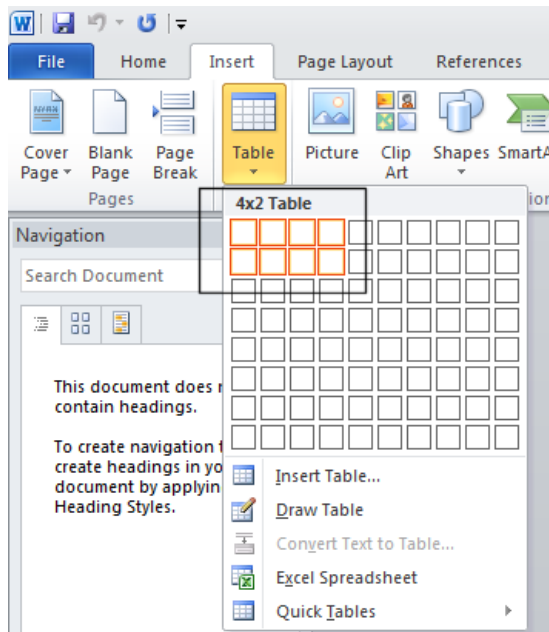 W
File Home Insert Page Layout References
Cover Page Blank Page Page Break Table Picture Clip Art Shapes SmartA
Pages
4x2 Table
Navigation
Search Document
This document does
contain headings.
To create navigation
create headings in yo
document by applyin
Heading Styles.
Insert Table...
Draw Table
Convert Text to Table...
Excel Spreadsheet
Quick Tables